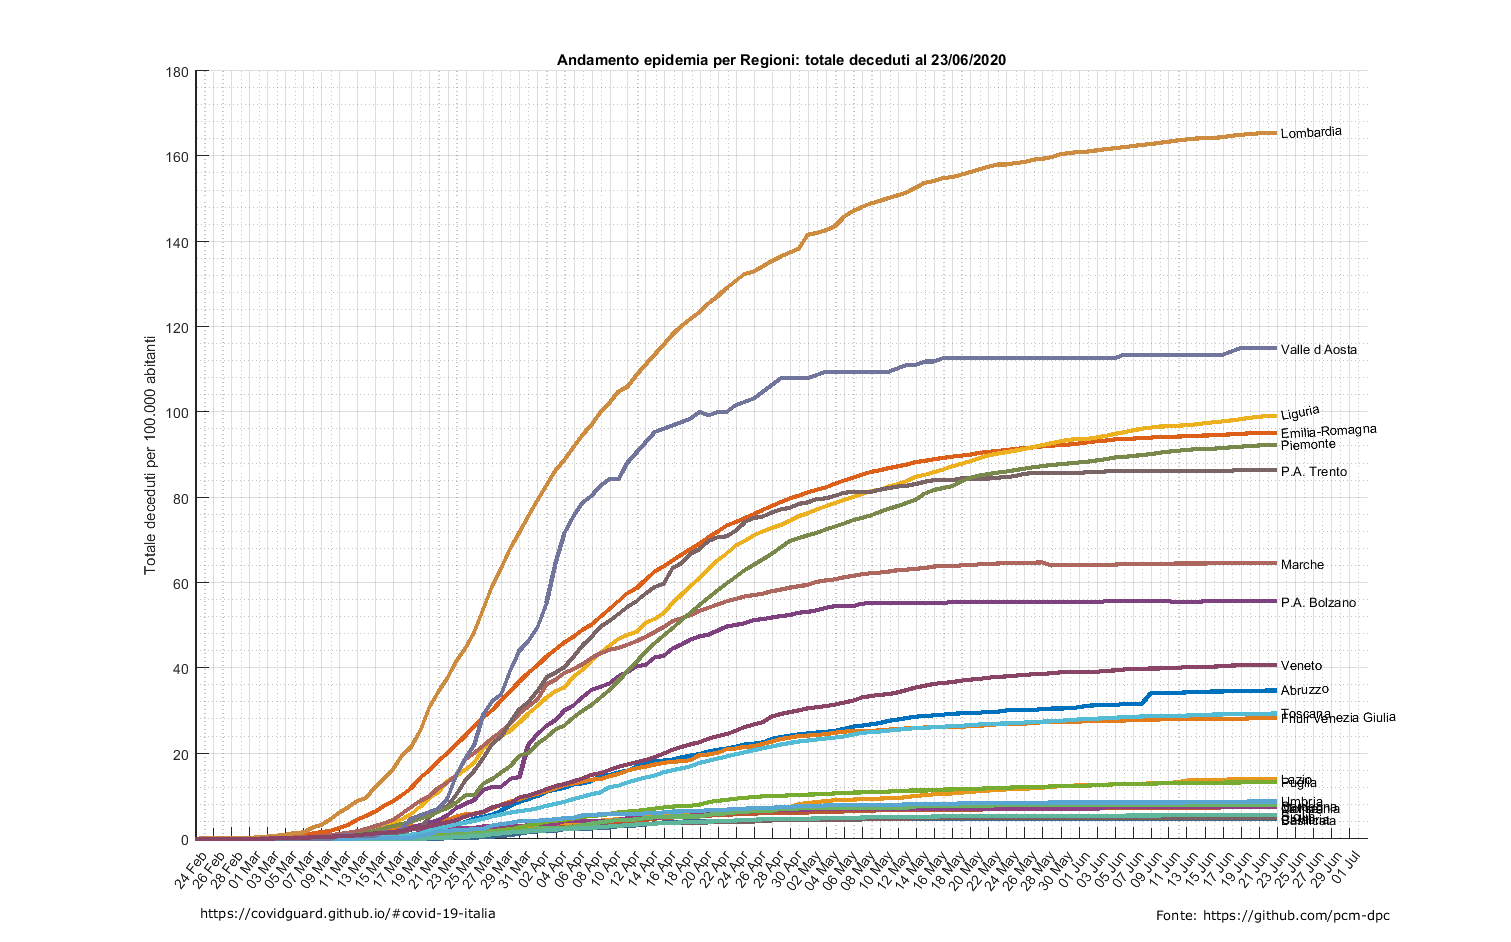 Andamento epidemia per Regioni: totale deceduti al 23/06/2020
Totale deceduti per 100.000 abitanti
180
160
140
120
100
80
60
40
20
0
Lombardia
Valle d Aosta
Liguria
Emilia-Romagna
Piemonte
P.A. Trento
Marche
P.A. Bolzano
Veneto
Abruzzo
Toscana
Friuli Venezia Giulia
Lazio
Puglia
Umbria
Basilicata
24 Feb
26 Feb
28 Feb
01 Mar
03 Mar
05 Mar
07 Mar
09 Mar
11 Mar
13 Mar
15 Mar
17 Mar
19 Mar
21 Mar
23 Mar
25 Mar
27 Mar
29 Mar
31 Mar
02 Apr
04 Apr
06 Apr
08 Apr
10 Apr
12 Apr
14 Apr
16 Apr
18 Apr
20 Apr
22 Apr
24 Apr
26 Apr
28 Apr
30 Apr
02 May
04 May
06 May
08 May
10 May
12 May
14 May
16 May
18 May
20 May
22 May
24 May
26 May
28 May
30 May
01 Jun
03 Jun
05 Jun
07 Jun
09 Jun
11 Jun
13 Jun
15 Jun
17 Jun
19 Jun
21 Jun
23 Jun
25 Jun
27 Jun
29 Jun
01 Jul
https://covidguard.github.io/#covid-19-italia
Fonte: https://github.com/pcm-dpc